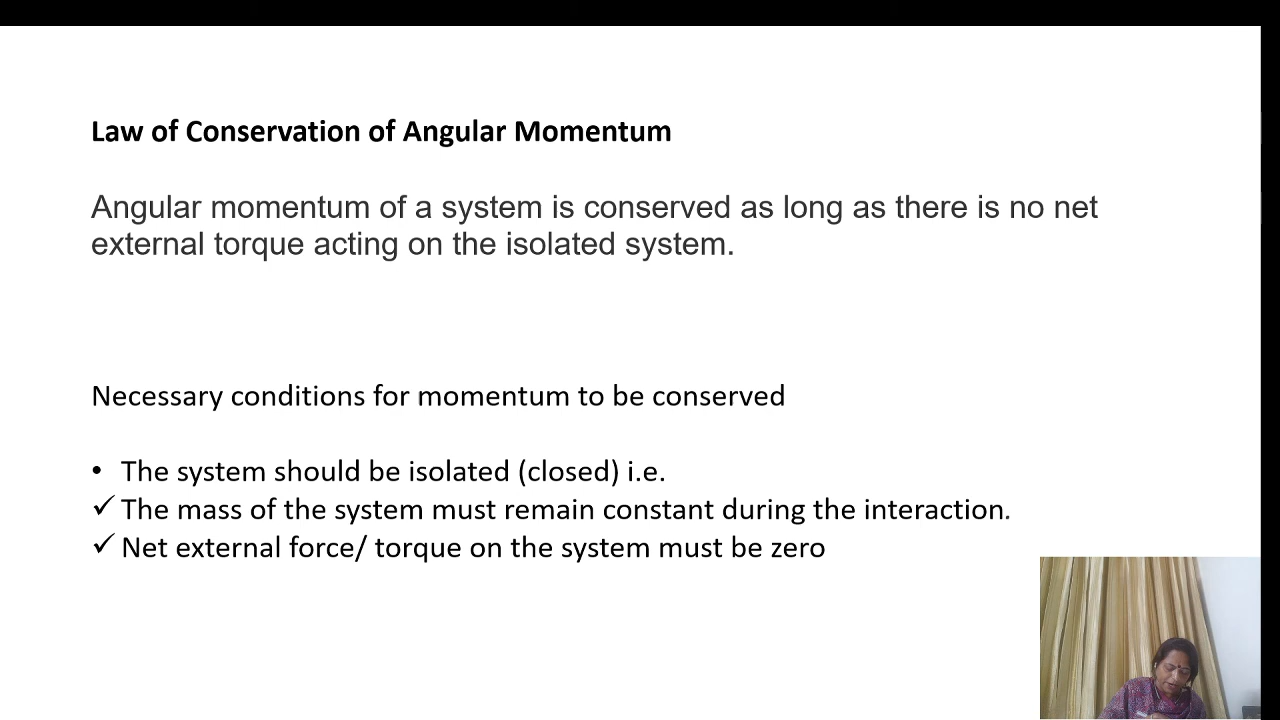 Law of Conservation of Angular Momentum
Angular momentum of a system is conserved as long as there is no net
external torque acting on the isolated system.
Necessary conditions for momentum to be conserved
• The system should be isolated (closed) i.e.
✓ The mass of the system must remain constant during the interaction.
✓ Net external force/ torque on the system must be zero